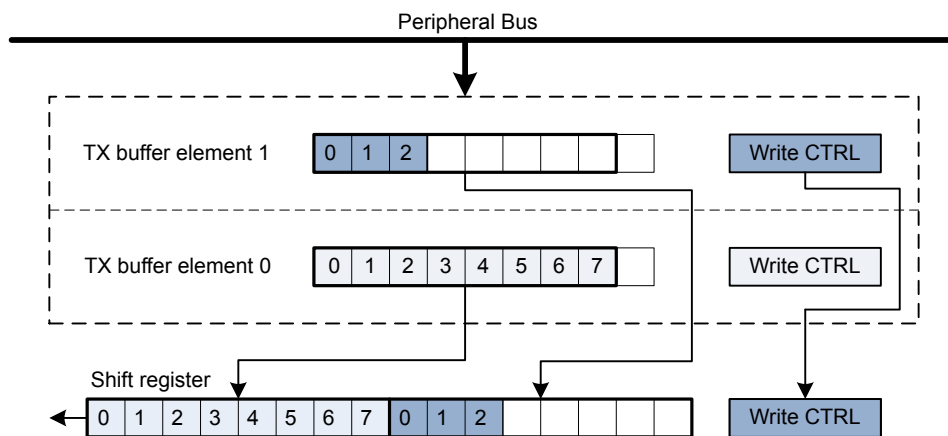 Peripheral Bus
TX buffer element 1
0 1 2
Write CTRL
TX buffer element 0
0 1 2 3 4 5 6 7
Write CTRL
Shift register
0 1 2 3 4 5 6 7 0 1 2
Write CTRL